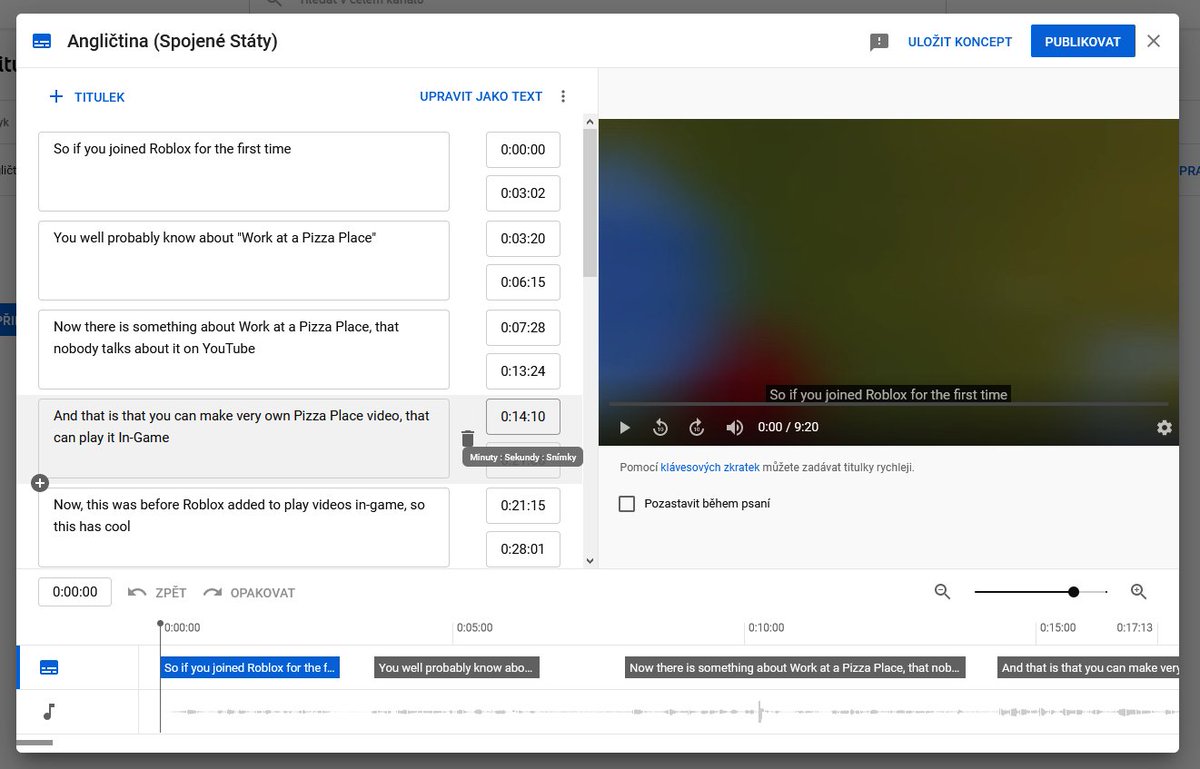 Hledat v celém kanálu
Angličtina (Spojené Státy)
ULOŽIT KONCEPT
PUBLIKOVAT
TITULEK
UPRAVIT JAKO TEXT
So if you joined Roblox for the first time
0:00:00
0:03:02
You well probably know about "Work at a Pizza Place"
0:03:20
0:06:15
Now there is something about Work at a Pizza Place, that
nobody talks about it on YouTube
0:07:28
0:13:24
And that is that you can make very own Pizza Place video, that
can play it In-Game
0:14:10
Minuty : Sekundy : Snímky
Now, this was before Roblox added to play videos in-game, so
this has cool
0:21:15
0:28:01
So if you joined Roblox for the first time
10
10
0:00 / 9:20
Pomocí klávesových zkratek můžete zadávat titulky rychleji.
Pozastavit během psaní
0:00:00
ZPĚT
OPAKOVAT
0:00:00
0:05:00
0:10:00
0:15:00
0:17:13
So if you joined Roblox for the f...
You well probably know abo...
Now there is something about Work at a Pizza Place, that nob...
And that is that you can make very